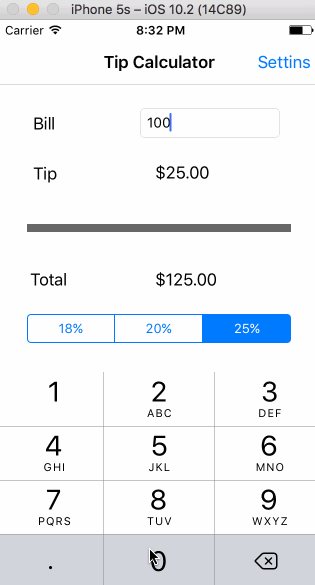 iPhone 5s – iOS 10.2 (14C89)
Carrier 8:32 PM
Tip Calculator Settins
Bill 100
Tip $25.00
Total $125.00
18% 20% 25%
1 2 3
ABC DEF
4 5 6
GHI JKL MNO
7 8 9
PQRS TUV WXYZ
. 0